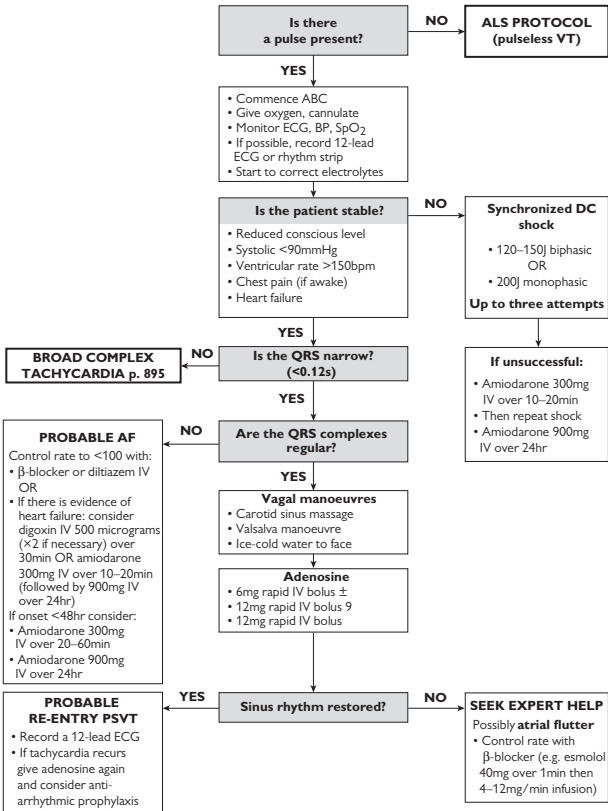 Is there
a pulse present?
NO
ALS PROTOCOL
(pulseless VT)
YES
• Commence ABC
• Give oxygen, cannulate
• Monitor ECG, BP, SpO₂
• If possible, record 12-lead
ECG or rhythm strip
• Start to correct electrolytes
Is the patient stable?
• Reduced conscious level
• Systolic <90mmHg
• Ventricular rate >150bpm
• Chest pain (if awake)
• Heart failure
NO
Synchronized DC
shock
• 120–150J biphasic
OR
• 200J monophasic
Up to three attempts
If unsuccessful:
• Amiodarone 300mg
IV over 10–20min
• Then repeat shock
• Amiodarone 900mg
IV over 24hr
YES
Is the QRS narrow?
(<0.12s)
NO
BROAD COMPLEX
TACHYCARDIA p. 895
YES
Are the QRS complexes
regular?
NO
PROBABLE AF
Control rate to <100 with:
• β-blocker or diltiazem IV
OR
• If there is evidence of
heart failure: consider
digoxin IV 500 micrograms
(×2 if necessary) over
30min OR amiodarone
300mg IV over 10–20min
(followed by 900mg IV
over 24hr)
If onset <48hr consider:
• Amiodarone 300mg
IV over 20–60min
• Amiodarone 900mg
IV over 24hr
YES
Vagal manoeuvres
• Carotid sinus massage
• Valsalva manoeuvre
• Ice-cold water to face
Adenosine
• 6mg rapid IV bolus ±
• 12mg rapid IV bolus 9
• 12mg rapid IV bolus
Sinus rhythm restored?
YES
PROBABLE
RE-ENTRY PSVT
• Record a 12-lead ECG
• If tachycardia recurs
give adenosine again
and consider anti-
arrhythmic prophylaxis
NO
SEEK EXPERT HELP
Possibly atrial flutter
• Control rate with
β-blocker (e.g. esmolol
40mg over 1min then
4–12mg/min infusion)